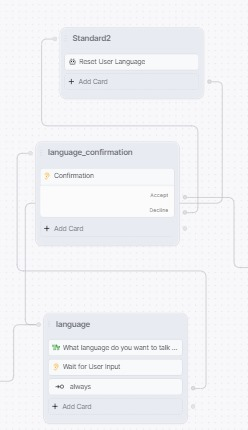 Standard2
Reset User Language
+ Add Card
language_confirmation
Confirmation
Accept
Decline
+ Add Card
language
What language do you want to talk ...
Wait for User Input
always
+ Add Card